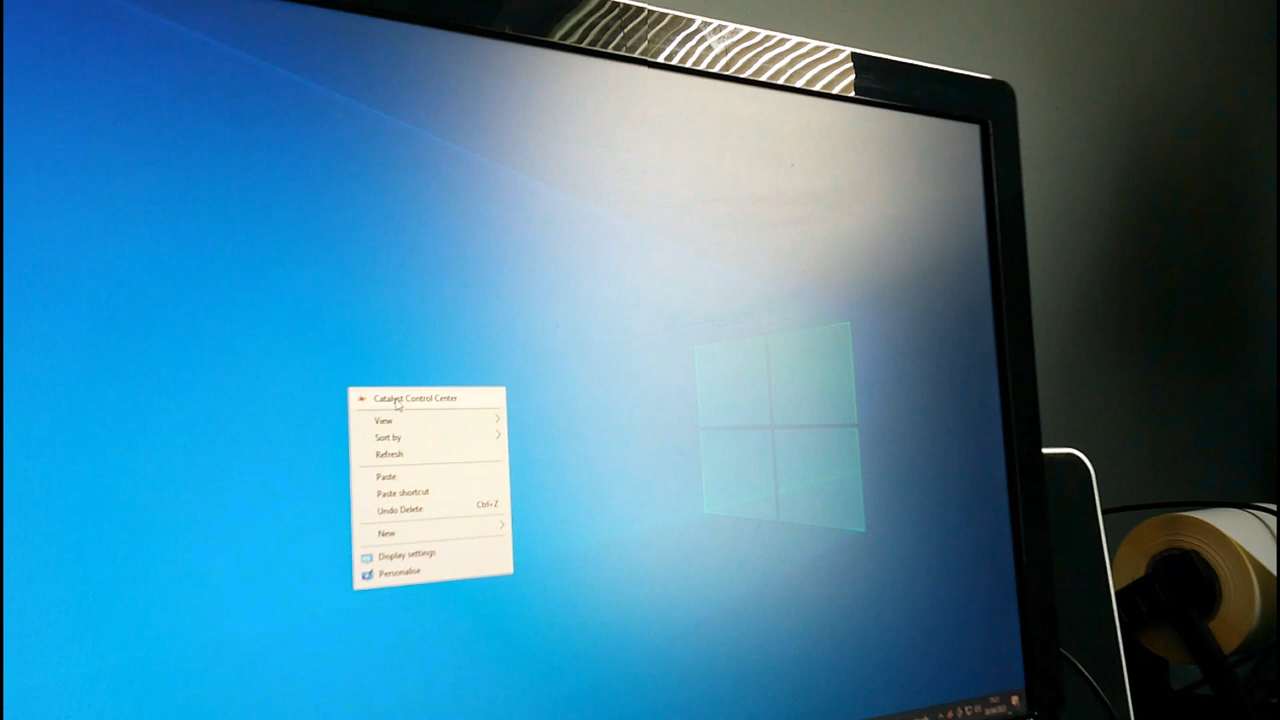 Catalyst Control Center
View
Sort by
Refresh
Paste
Paste shortcut
Undo Delete Ctrl+Z
New
Display settings
Personalise